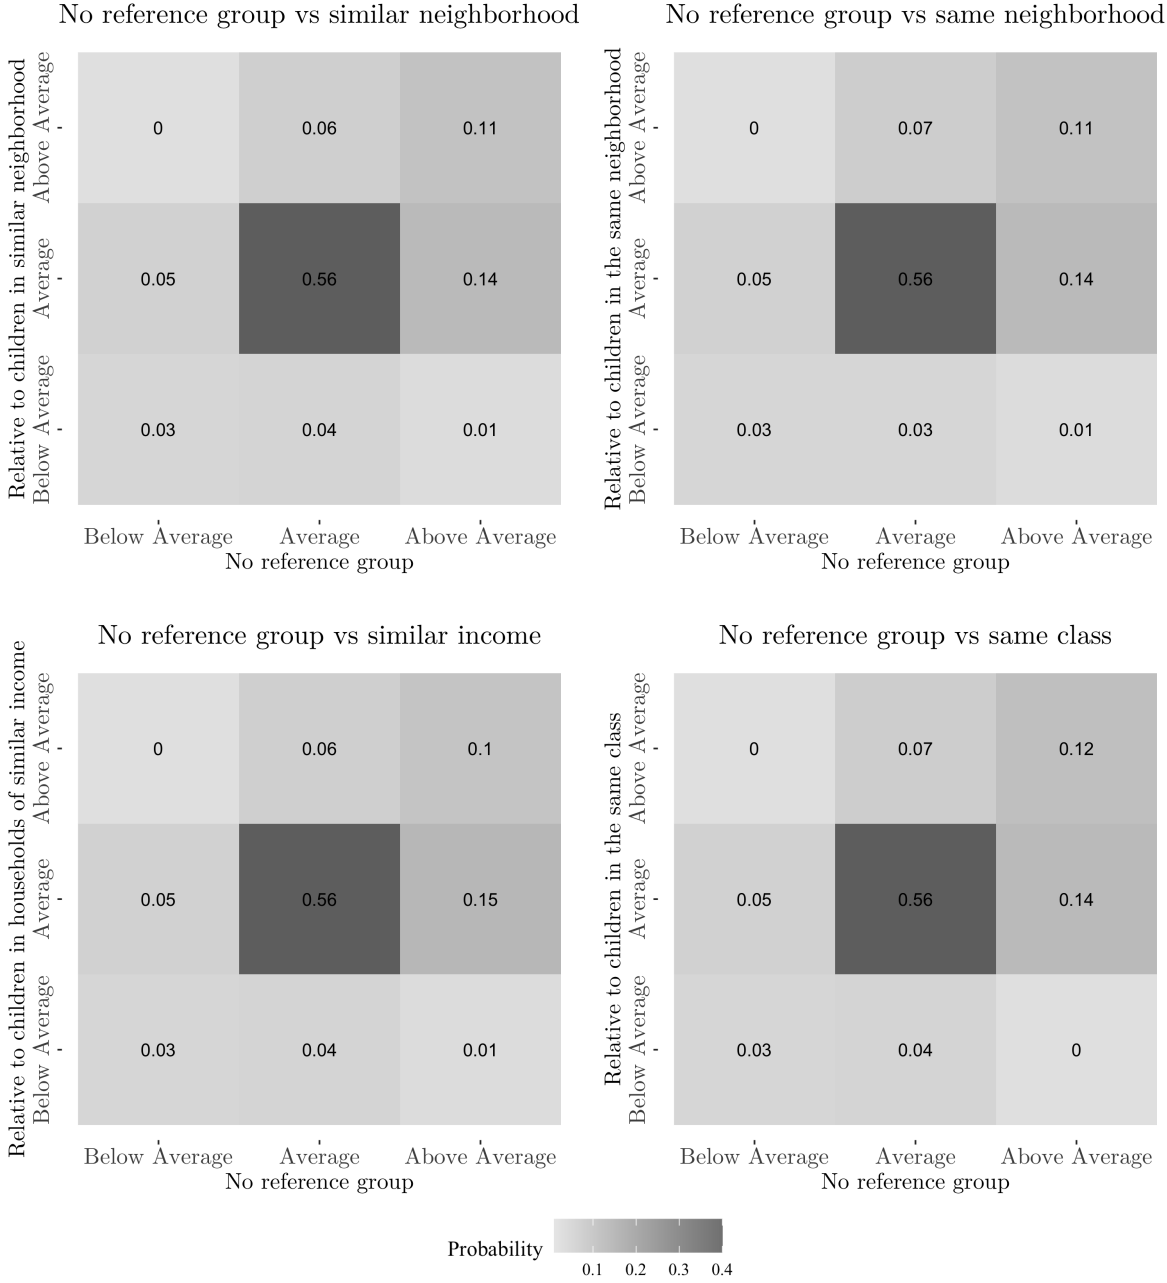 No reference group vs similar neighborhood
Relative to children in similar neighborhood
Above Average
Average
Below Average
0 0.06 0.11
0.05 0.56 0.14
0.03 0.04 0.01
Below Average Average Above Average
No reference group
No reference group vs same neighborhood
Relative to children in the same neighborhood
Above Average
Average
Below Average
0 0.07 0.11
0.05 0.56 0.14
0.03 0.03 0.01
Below Average Average Above Average
No reference group
No reference group vs similar income
Relative to children in households of similar income
Above Average
Average
Below Average
0 0.06 0.1
0.05 0.56 0.15
0.03 0.04 0.01
Below Average Average Above Average
No reference group
No reference group vs same class
Relative to children in the same class
Above Average
Average
Below Average
0 0.07 0.12
0.05 0.56 0.14
0.03 0.04 0
Below Average Average Above Average
No reference group
Probability
0.1 0.2 0.3 0.4